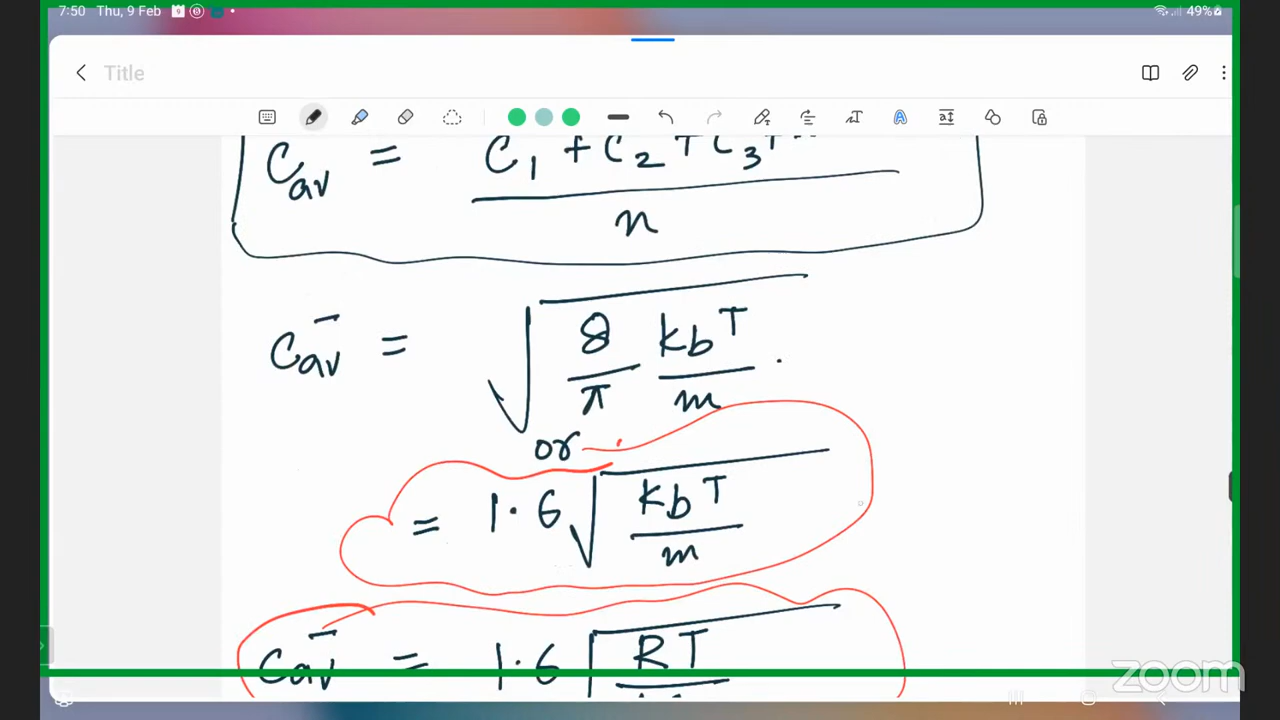 7:50 Thu, 9 Feb 49%
Title
Cav = C1 + C2 + C3 +
n
Cav = √ 8/π kbT/m .
or
= 1.6 √ kbT/m
Cav = 1.6 √ RT
zoom